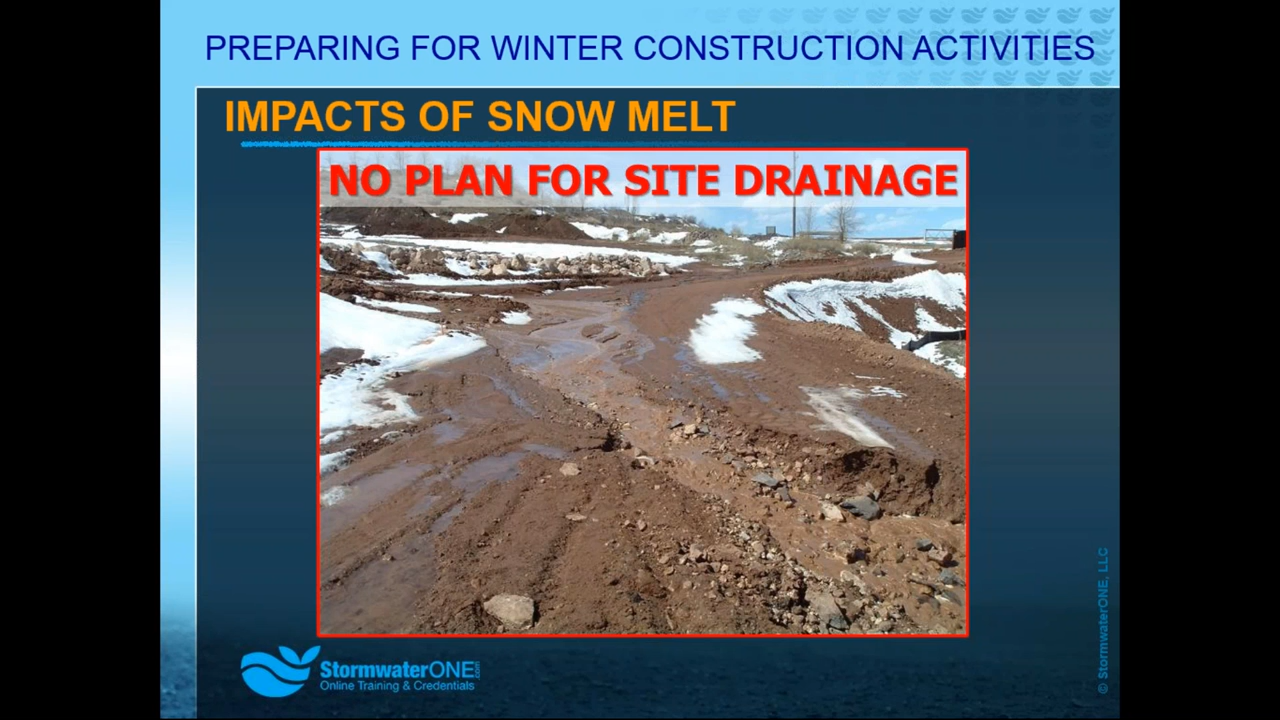 PREPARING FOR WINTER CONSTRUCTION ACTIVITIES
IMPACTS OF SNOW MELT
NO PLAN FOR SITE DRAINAGE
StormwaterONE.com
Online Training & Credentials
© StormwaterONE, LLC